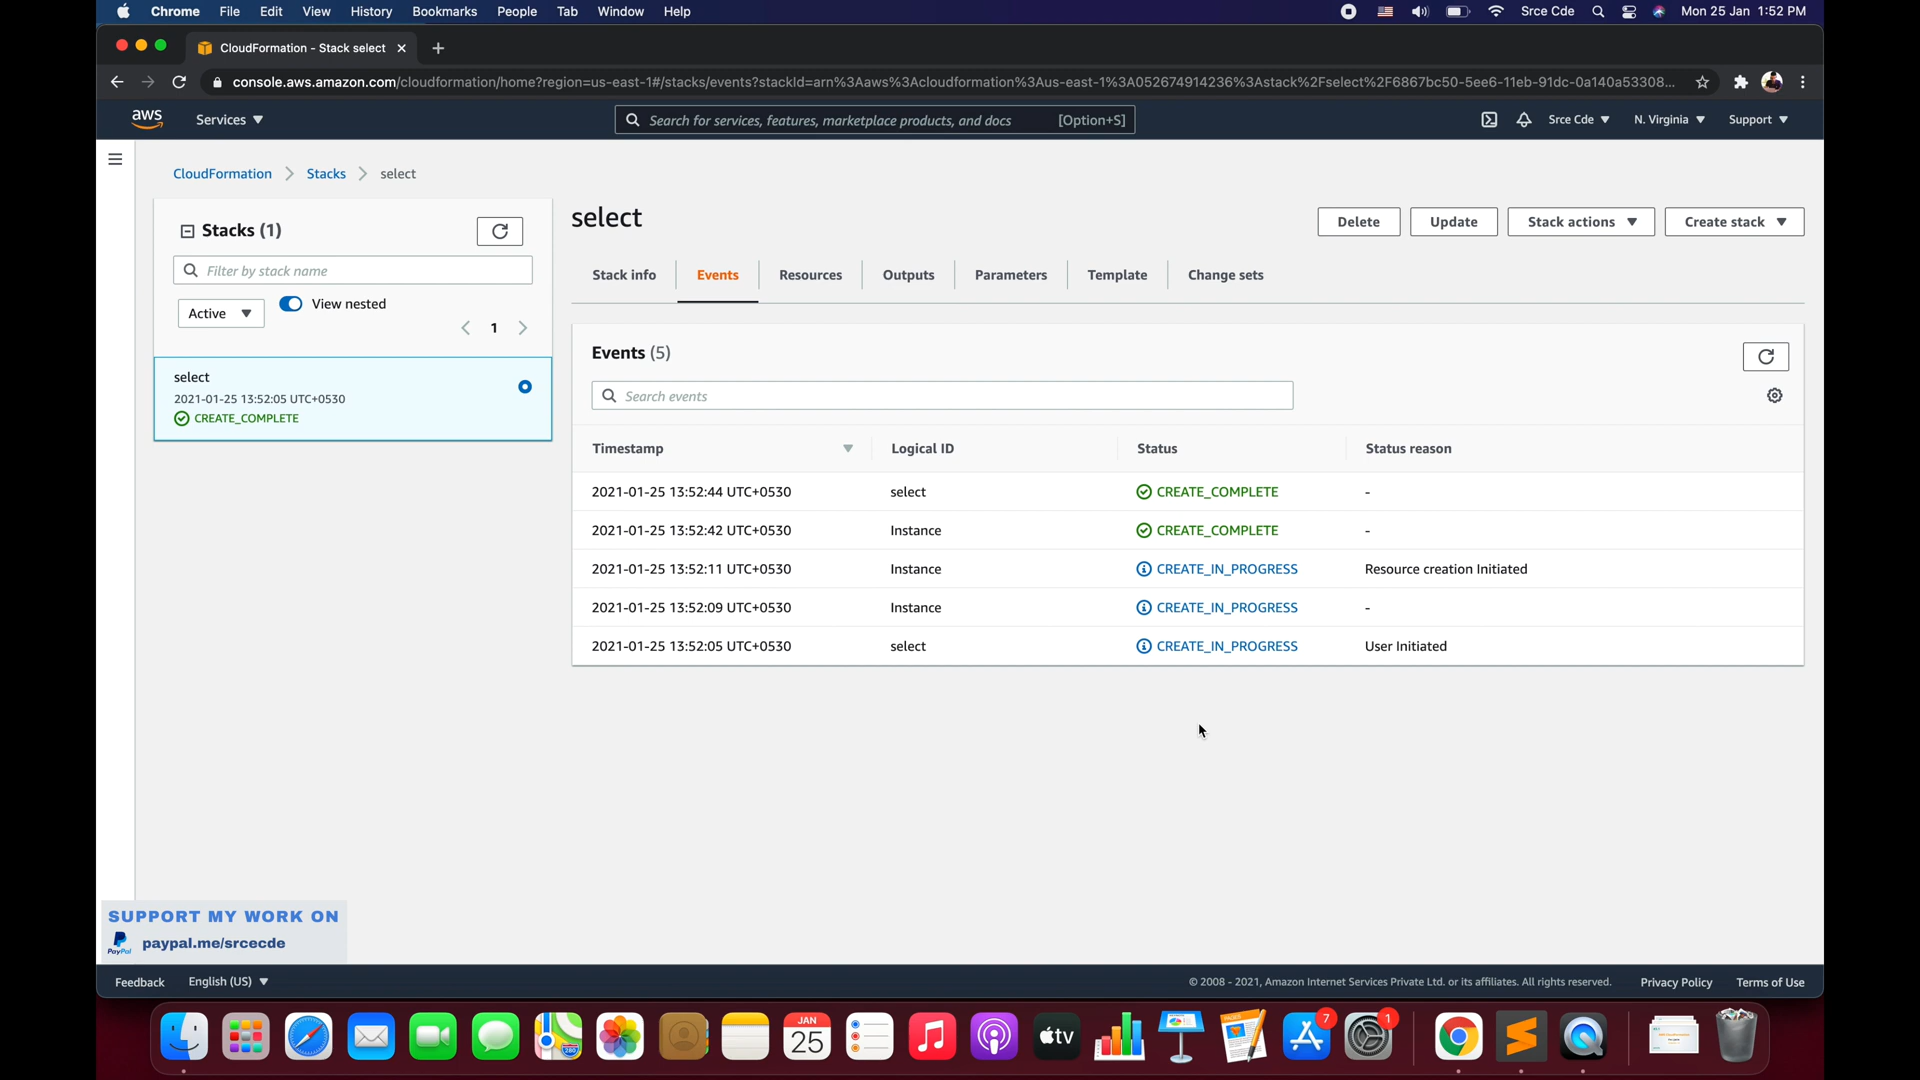 Chrome File Edit View History Bookmarks People Tab Window Help Srce Cde Mon 25 Jan 1:52 PM
CloudFormation - Stack select
console.aws.amazon.com/cloudformation/home?region=us-east-1#/stacks/events?stackId=arn%3Aaws%3Acloudformation%3Aus-east-1%3A052674914236%3Astack%2Fselect%2F6867bc50-5ee6-11eb-91dc-0a140a53308...
aws Services Search for services, features, marketplace products, and docs [Option+S] Srce Cde N. Virginia Support
CloudFormation Stacks select
Stacks (1)
Filter by stack name
Active View nested
1
select
2021-01-25 13:52:05 UTC+0530
CREATE_COMPLETE
select
Delete Update Stack actions Create stack
Stack info Events Resources Outputs Parameters Template Change sets
Events (5)
Search events
Timestamp Logical ID Status Status reason
2021-01-25 13:52:44 UTC+0530 select CREATE_COMPLETE -
2021-01-25 13:52:42 UTC+0530 Instance CREATE_COMPLETE -
2021-01-25 13:52:11 UTC+0530 Instance CREATE_IN_PROGRESS Resource creation Initiated
2021-01-25 13:52:09 UTC+0530 Instance CREATE_IN_PROGRESS -
2021-01-25 13:52:05 UTC+0530 select CREATE_IN_PROGRESS User Initiated
SUPPORT MY WORK ON
PayPal paypal.me/srcecde
Feedback English (US) © 2008 - 2021, Amazon Internet Services Private Ltd. or its affiliates. All rights reserved. Privacy Policy Terms of Use
JAN
25
tv
7
1